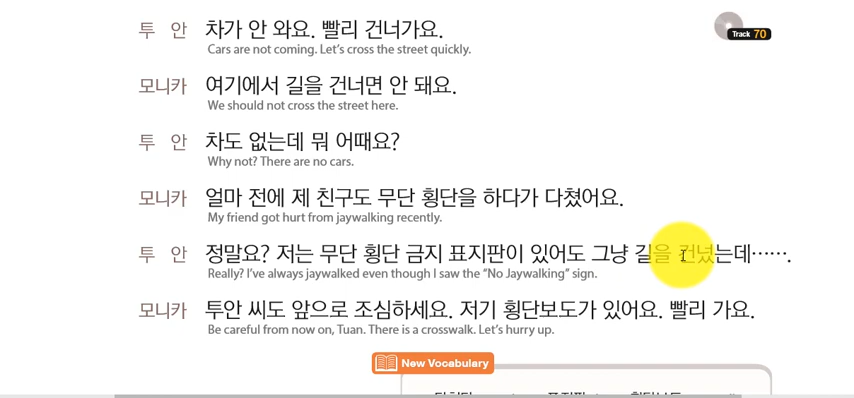 투 안 차가 안 와요. 빨리 건너가요.
Cars are not coming. Let's cross the street quickly.
Track 70
모니카 여기에서 길을 건너면 안 돼요.
We should not cross the street here.
투 안 차도 없는데 뭐 어때요?
Why not? There are no cars.
모니카 얼마 전에 제 친구도 무단 횡단을 하다가 다쳤어요.
My friend got hurt from jaywalking recently.
투 안 정말요? 저는 무단 횡단 금지 표지판이 있어도 그냥 길을 건넜는데…….
Really? I've always jaywalked even though I saw the “No Jaywalking” sign.
모니카 투안 씨도 앞으로 조심하세요. 저기 횡단보도가 있어요. 빨리 가요.
Be careful from now on, Tuan. There is a crosswalk. Let's hurry up.
New Vocabulary